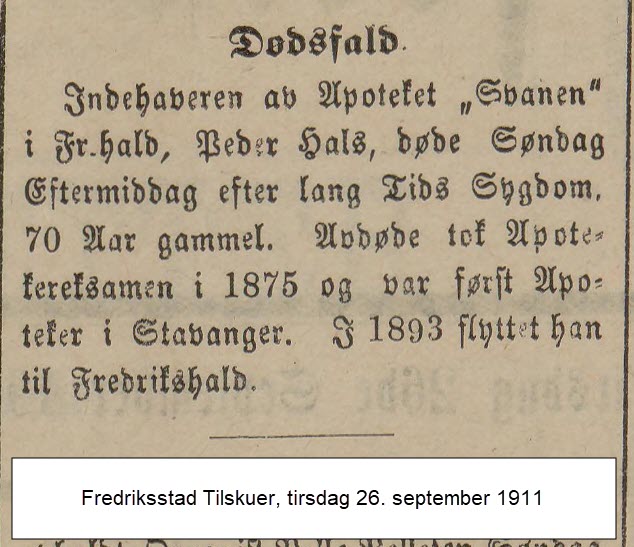 Dødsfald.
Indehaveren av Apoteket „Svanen“
i Fr.hald, Peder Hals, døde Søndag
Eftermiddag efter lang Tids Sygdom,
70 Aar gammel. Avdøde tok Apote-
kereksamen i 1875 og var først Apo-
teker i Stavanger. I 1893 flyttet han
til Fredrikshald.
Fredriksstad Tilskuer, tirsdag 26. september 1911